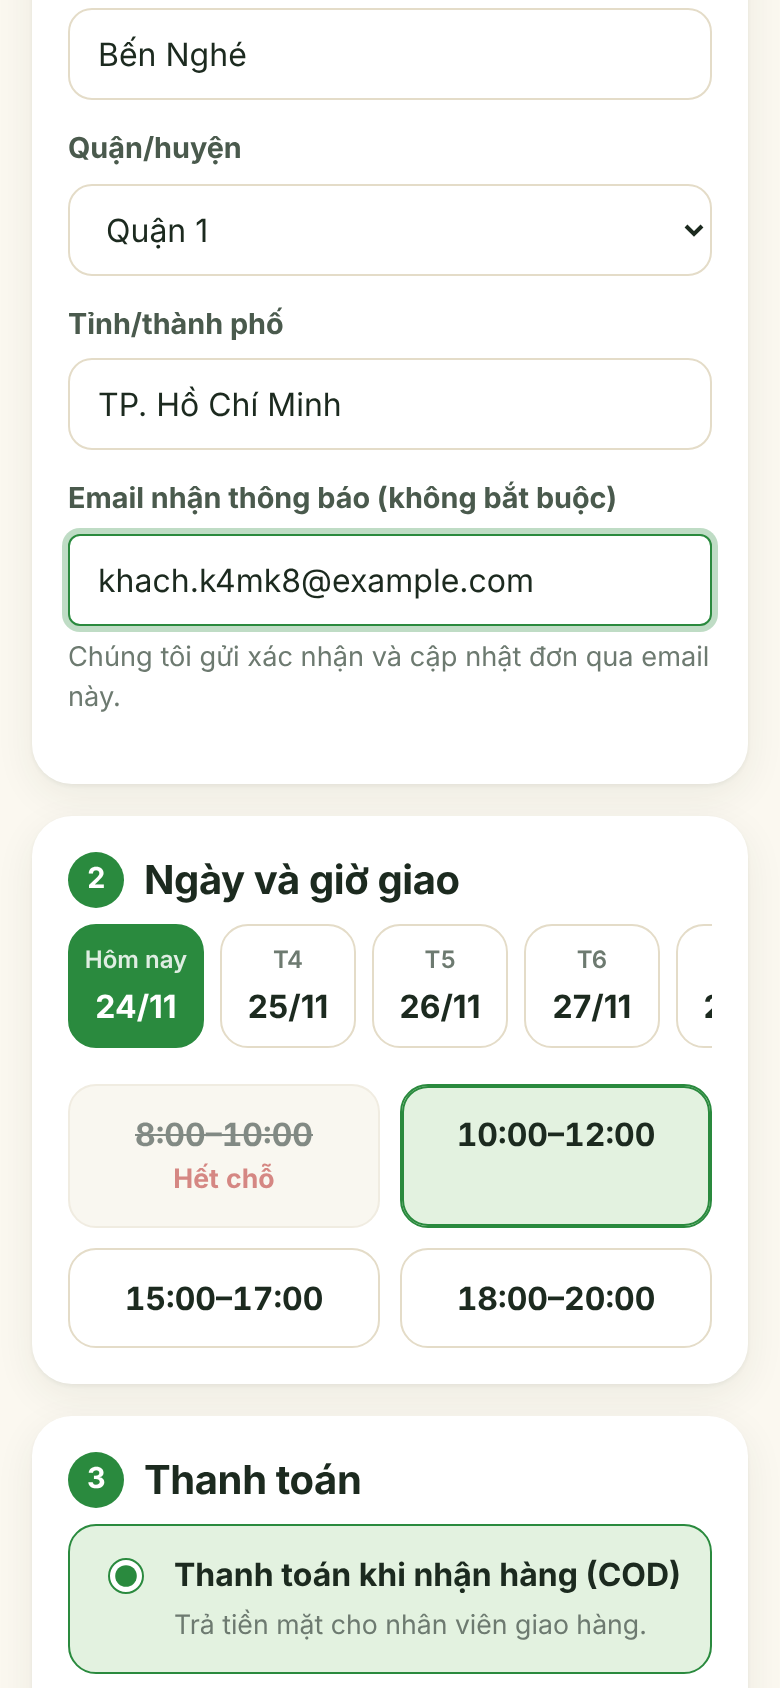 Bến Nghé
Quận/huyện
Quận 1
Tỉnh/thành phố
TP. Hồ Chí Minh
Email nhận thông báo (không bắt buộc)
khach.k4mk8@example.com
Chúng tôi gửi xác nhận và cập nhật đơn qua email
này.
2 Ngày và giờ giao
Hôm nay T4 T5 T6
24/11 25/11 26/11 27/11
8:00–10:00 10:00–12:00
Hết chỗ
15:00–17:00 18:00–20:00
3 Thanh toán
Thanh toán khi nhận hàng (COD)
Trả tiền mặt cho nhân viên giao hàng.